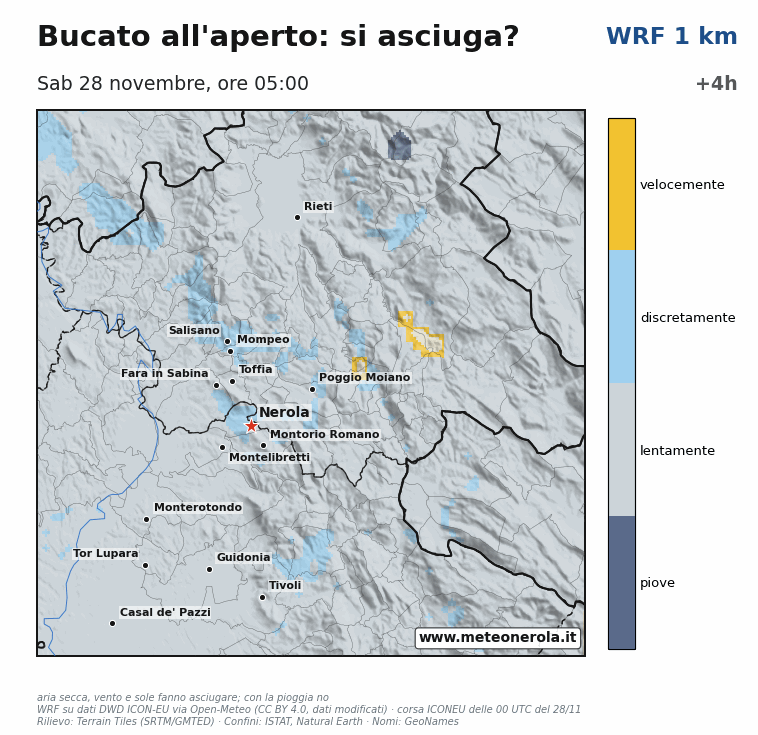 Bucato all'aperto: si asciuga?
WRF 1 km
Sab 28 novembre, ore 05:00
+4h
velocemente
Rieti
discretamente
Salisano
Mompeo
Toffia
Fara in Sabina
Poggio Moiano
Nerola
Montorio Romano
lentamente
Montelibretti
Monterotondo
Tor Lupara
Guidonia
Tivoli
piove
Casal de' Pazzi
www.meteonerola.it
aria secca, vento e sole fanno asciugare; con la pioggia no
WRF su dati DWD ICON-EU via Open-Meteo (CC BY 4.0, dati modificati) · corsa ICONEU delle 00 UTC del 28/11
Rilievo: Terrain Tiles (SRTM/GMTED) · Confini: ISTAT, Natural Earth · Nomi: GeoNames